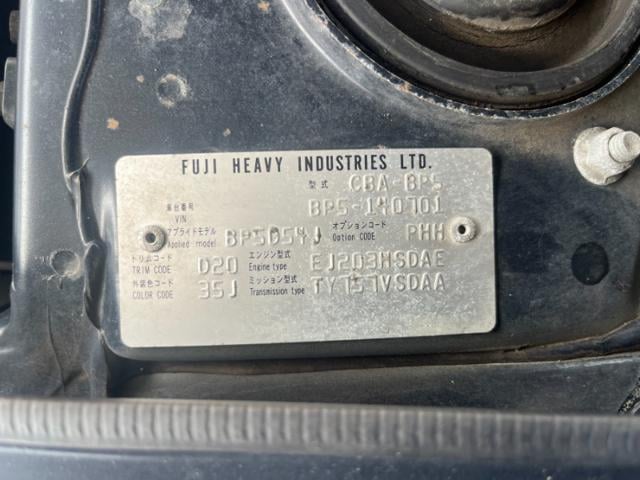 FUJI HEAVY INDUSTRIES LTD.
型式 CBA-BP5
車台番号 VIN BP5-140701
アプライドモデル Applied model BP5D54J オプションコード Option CODE PHH
トリムコード TRIM CODE D20 エンジン型式 Engine type EJ203HSDAE
外装色コード COLOR CODE 35J ミッション型式 Transmission type TY757VSDAA